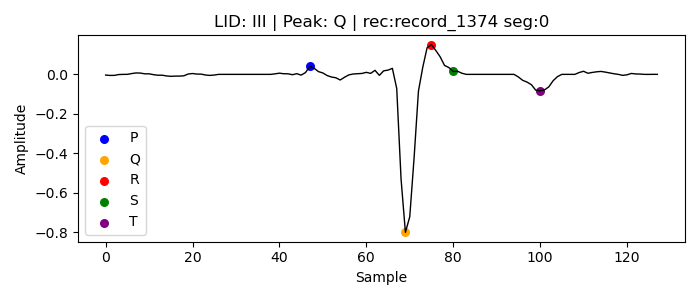 LID: III | Peak: Q | rec:record_1374 seg:0
Amplitude
0.0
−0.2
−0.4
−0.6
−0.8
P
Q
R
S
T
0 20 40 60 80 100 120
Sample